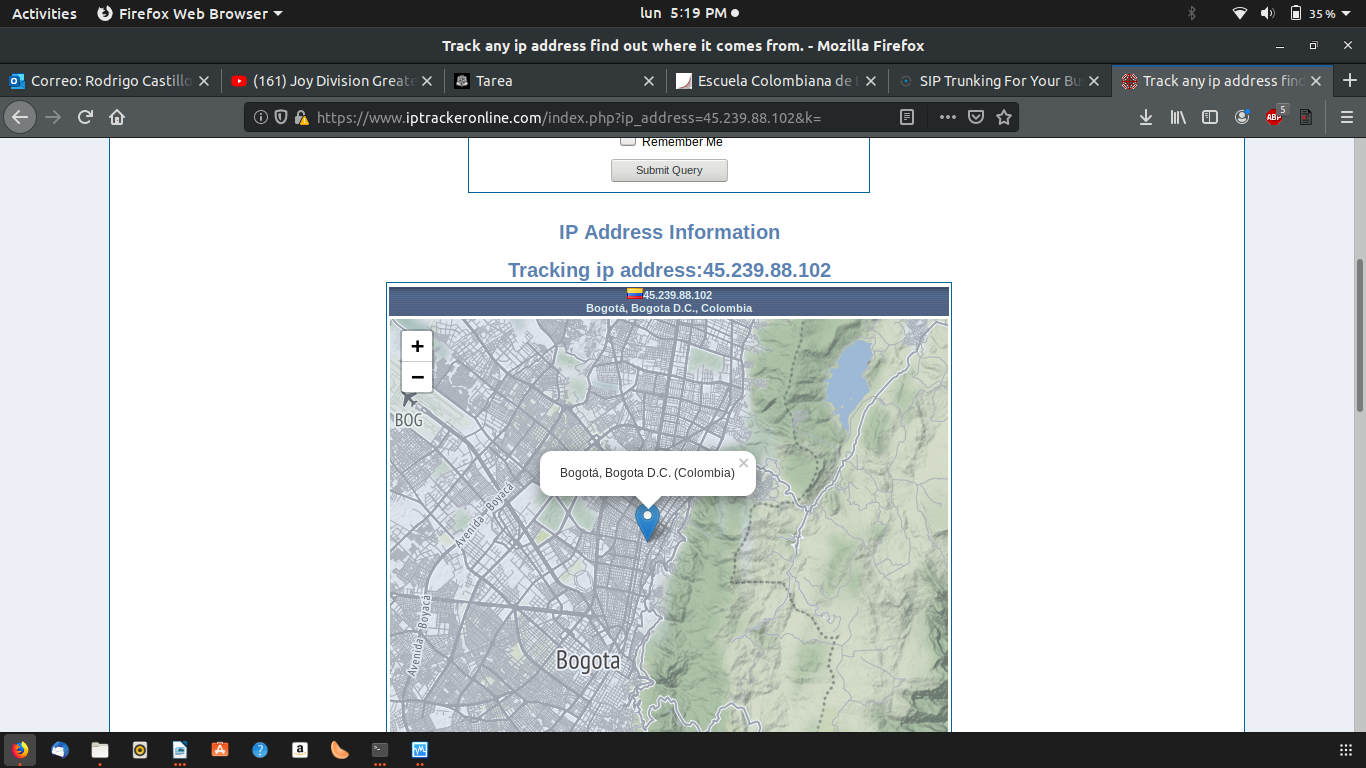 Activities
Firefox Web Browser
lun 5:19 PM
35 %
Track any ip address find out where it comes from. - Mozilla Firefox
Correo: Rodrigo Castillo
(161) Joy Division Greate
Tarea
Escuela Colombiana de
SIP Trunking For Your Bu
Track any ip address find
https://www.iptrackeronline.com/index.php?ip_address=45.239.88.102&k=
ABP
5
Remember Me
Submit Query
IP Address Information
Tracking ip address:45.239.88.102
45.239.88.102
Bogotá, Bogota D.C., Colombia
+
−
BOG
Bogotá, Bogota D.C. (Colombia)
×
Avenida - Boyacá
Avenida - Boyacá
Bogota